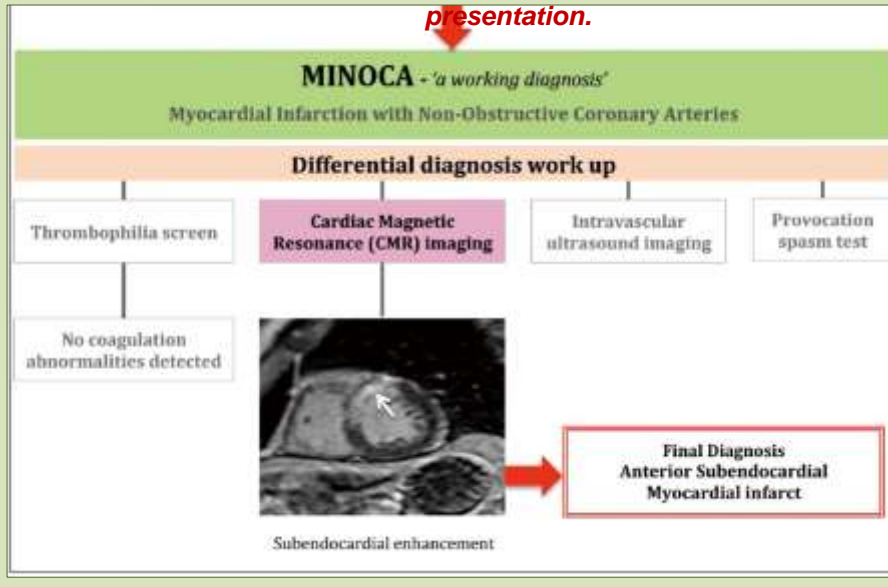 presentation.
MINOCA - 'a working diagnosis'
Myocardial Infarction with Non-Obstructive Coronary Arteries
Differential diagnosis work up
Thrombophilia screen
Cardiac Magnetic
Resonance (CMR) imaging
Intravascular
ultrasound imaging
Provocation
spasm test
No coagulation
abnormalities detected
Final Diagnosis
Anterior Subendocardial
Myocardial infarct
Subendocardial enhancement